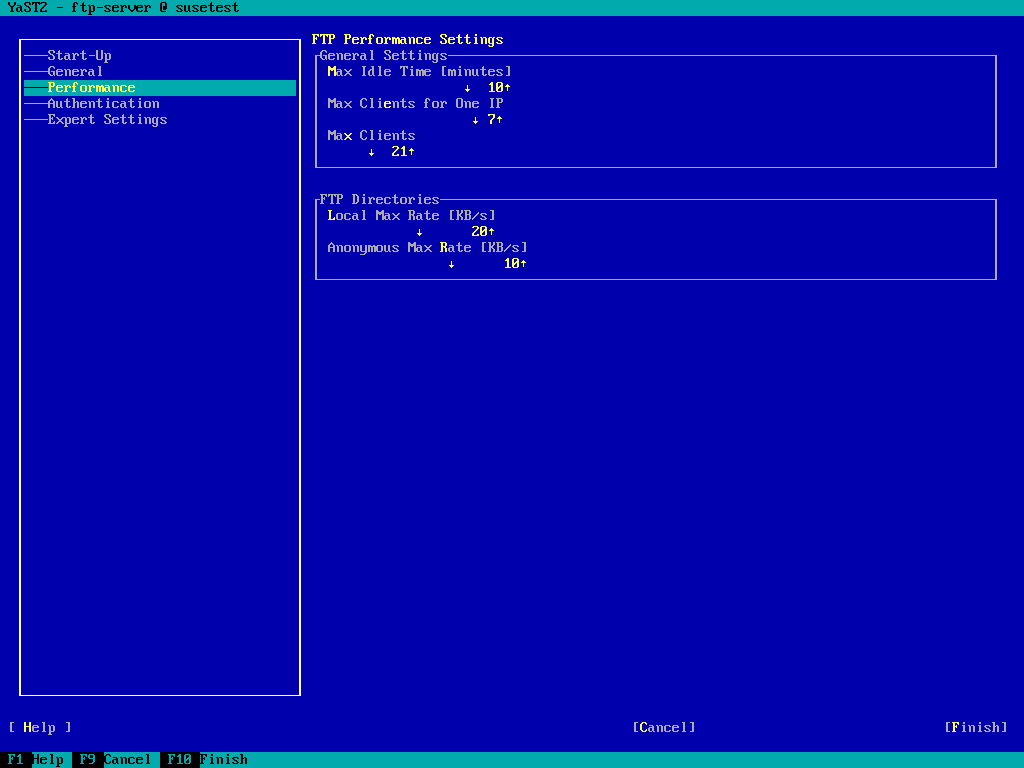 YaST2 - ftp-server @ susetest
Start-Up
General
Performance
Authentication
Expert Settings
FTP Performance Settings
General Settings
Max Idle Time [minutes]
↓ 10↑
Max Clients for One IP
↓ 7↑
Max Clients
↓ 21↑
FTP Directories
Local Max Rate [KB/s]
↓ 20↑
Anonymous Max Rate [KB/s]
↓ 10↑
[ Help ] [Cancel] [Finish]
F1 Help F9 Cancel F10 Finish